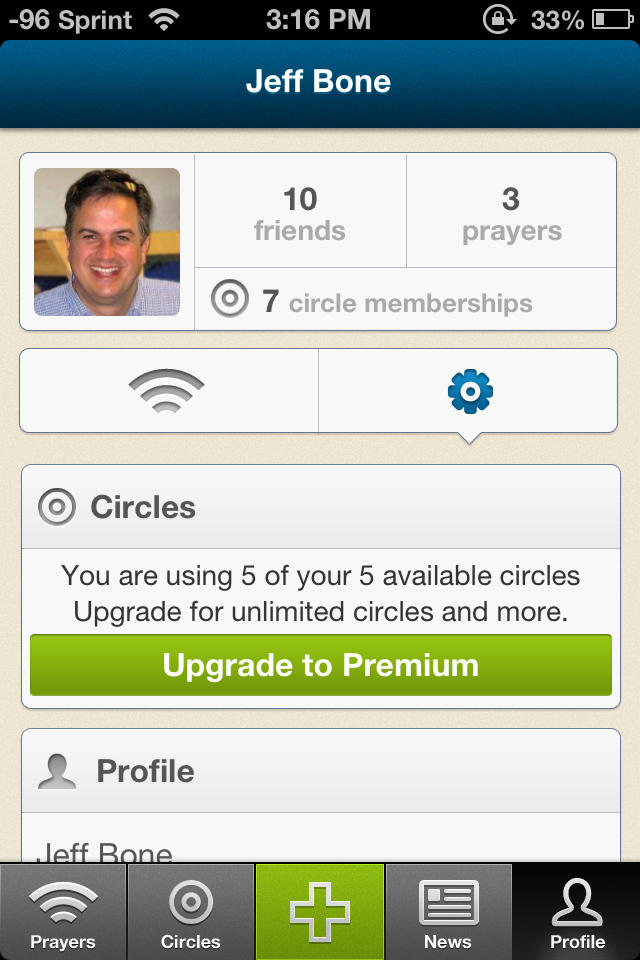 -96 Sprint 3:16 PM 33%
Jeff Bone
10
friends
3
prayers
7 circle memberships
Circles
You are using 5 of your 5 available circles
Upgrade for unlimited circles and more.
Upgrade to Premium
Profile
Jeff Bone
Prayers Circles News Profile